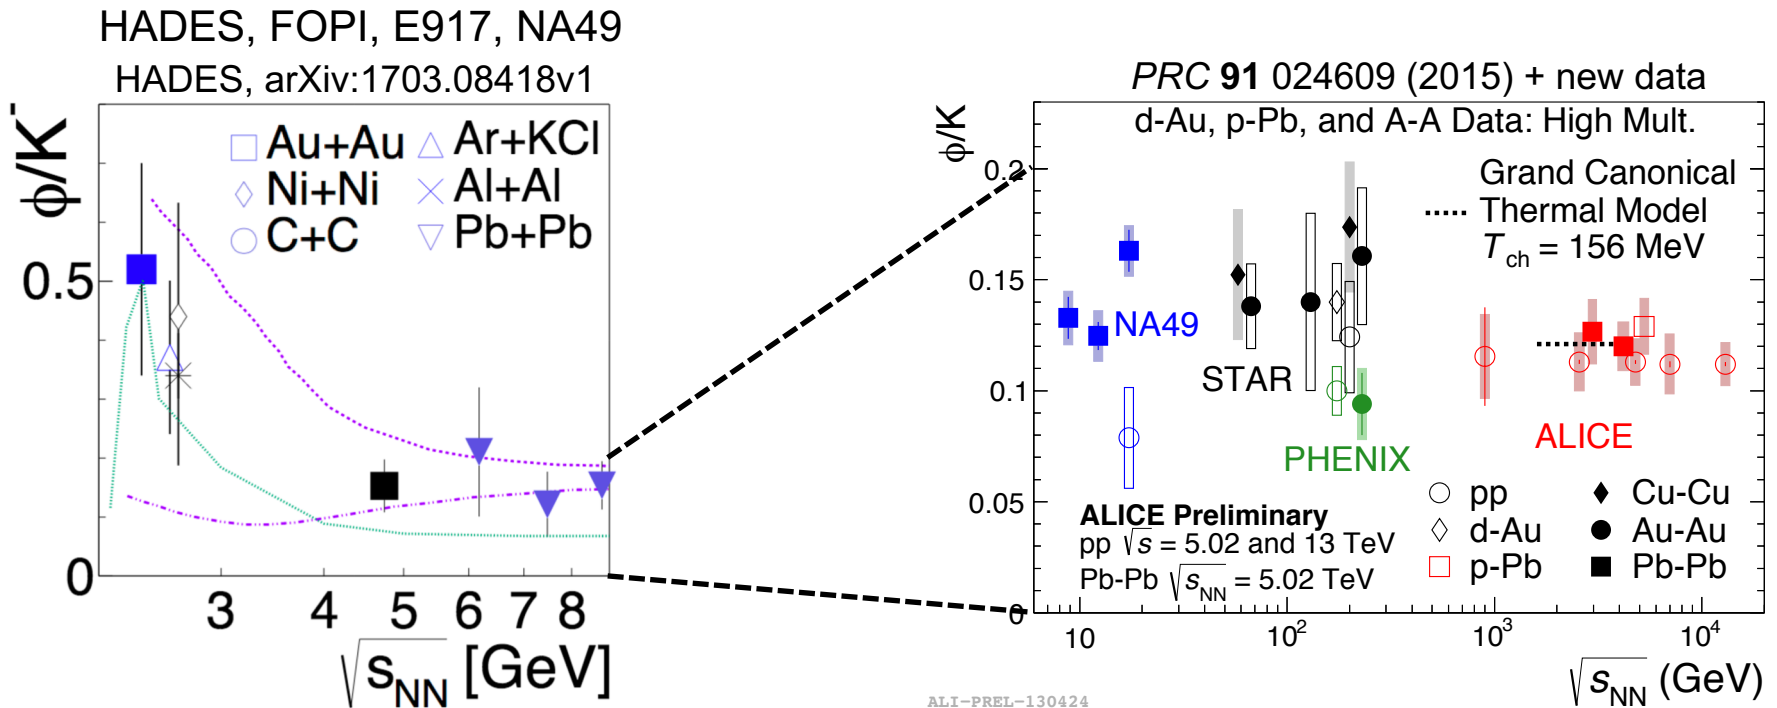 HADES, FOPI, E917, NA49
HADES, arXiv:1703.08418v1
ϕ/K⁻
Au+Au
Ar+KCl
Ni+Ni
Al+Al
C+C
Pb+Pb
0.5
0
3 4 5 6 7 8
√sNN [GeV]
PRC 91 024609 (2015) + new data
ϕ/K
d-Au, p-Pb, and A-A Data: High Mult.
0.2
Grand Canonical
Thermal Model
Tch = 156 MeV
0.15
NA49
STAR
0.1
ALICE
PHENIX
0.05
ALICE Preliminary
pp √s = 5.02 and 13 TeV
Pb-Pb √sNN = 5.02 TeV
pp
Cu-Cu
d-Au
Au-Au
p-Pb
Pb-Pb
0
10 10² 10³ 10⁴
√sNN (GeV)
ALI-PREL-130424